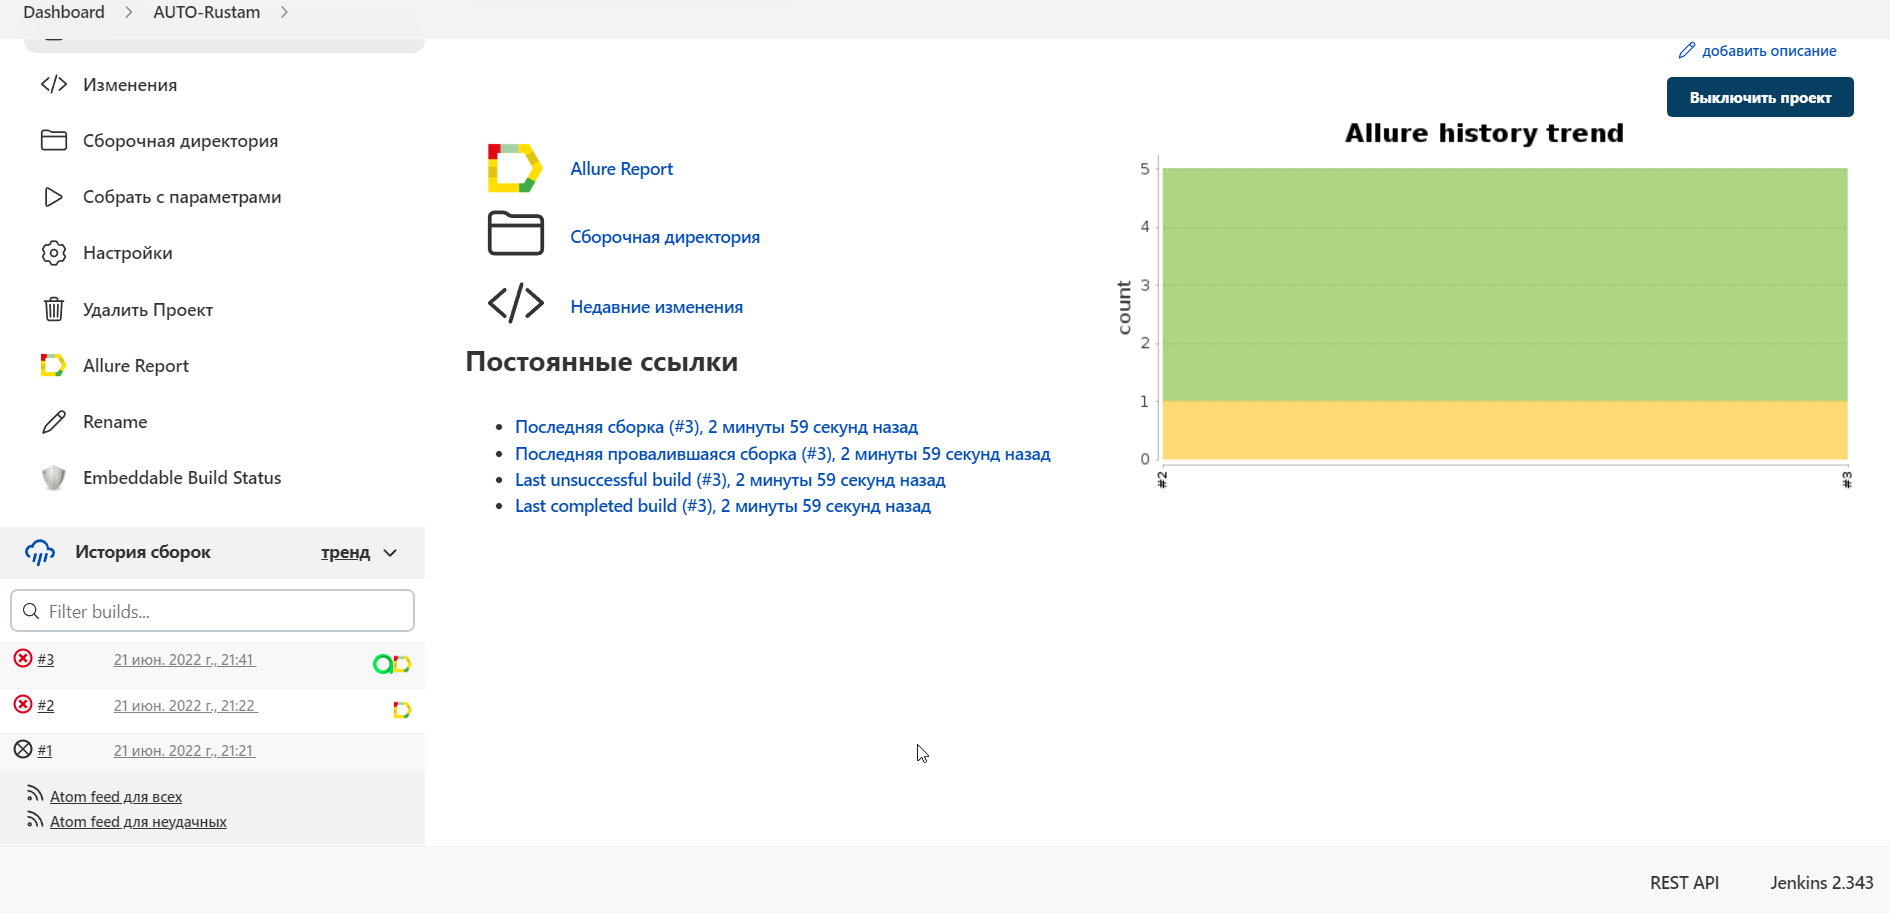 Dashboard > AUTO-Rustam >
Изменения
Сборочная директория
Собрать с параметрами
Настройки
Удалить Проект
Allure Report
Rename
Embeddable Build Status
История сборок тренд
Filter builds...
#3 21 июн. 2022 г., 21:41
#2 21 июн. 2022 г., 21:22
#1 21 июн. 2022 г., 21:21
Atom feed для всех
Atom feed для неудачных
добавить описание
Выключить проект
Allure Report
Сборочная директория
Недавние изменения
Постоянные ссылки
• Последняя сборка (#3), 2 минуты 59 секунд назад
• Последняя провалившаяся сборка (#3), 2 минуты 59 секунд назад
• Last unsuccessful build (#3), 2 минуты 59 секунд назад
• Last completed build (#3), 2 минуты 59 секунд назад
Allure history trend
count
5
4
3
2
1
0
#2
#3
REST API
Jenkins 2.343